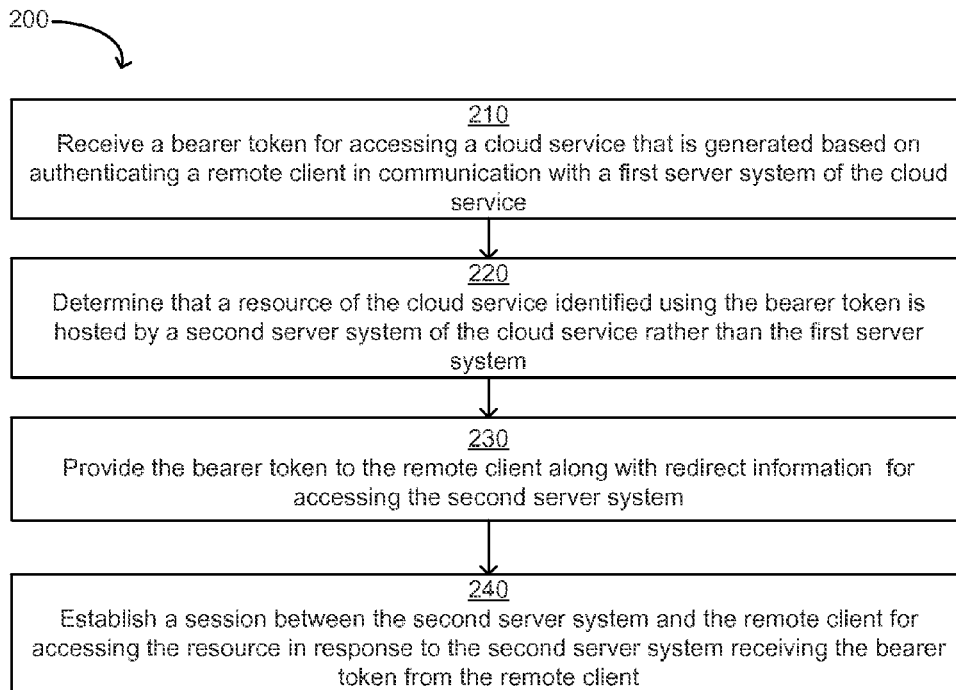 200
210
Receive a bearer token for accessing a cloud service that is generated based on
authenticating a remote client in communication with a first server system of the cloud
service
220
Determine that a resource of the cloud service identified using the bearer token is
hosted by a second server system of the cloud service rather than the first server
system
230
Provide the bearer token to the remote client along with redirect information for
accessing the second server system
240
Establish a session between the second server system and the remote client for
accessing the resource in response to the second server system receiving the bearer
token from the remote client